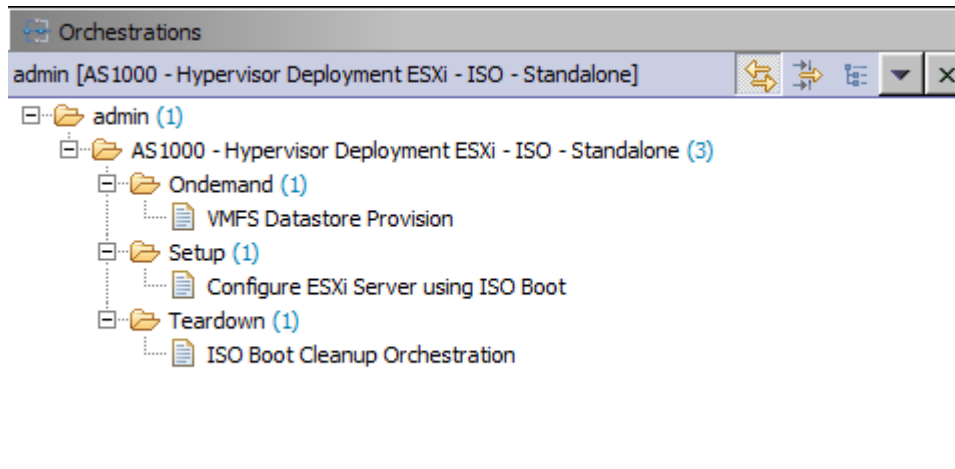 Orchestrations
admin [AS1000 - Hypervisor Deployment ESXi - ISO - Standalone]
admin (1)
AS1000 - Hypervisor Deployment ESXi - ISO - Standalone (3)
Ondemand (1)
VMFS Datastore Provision
Setup (1)
Configure ESXi Server using ISO Boot
Teardown (1)
ISO Boot Cleanup Orchestration